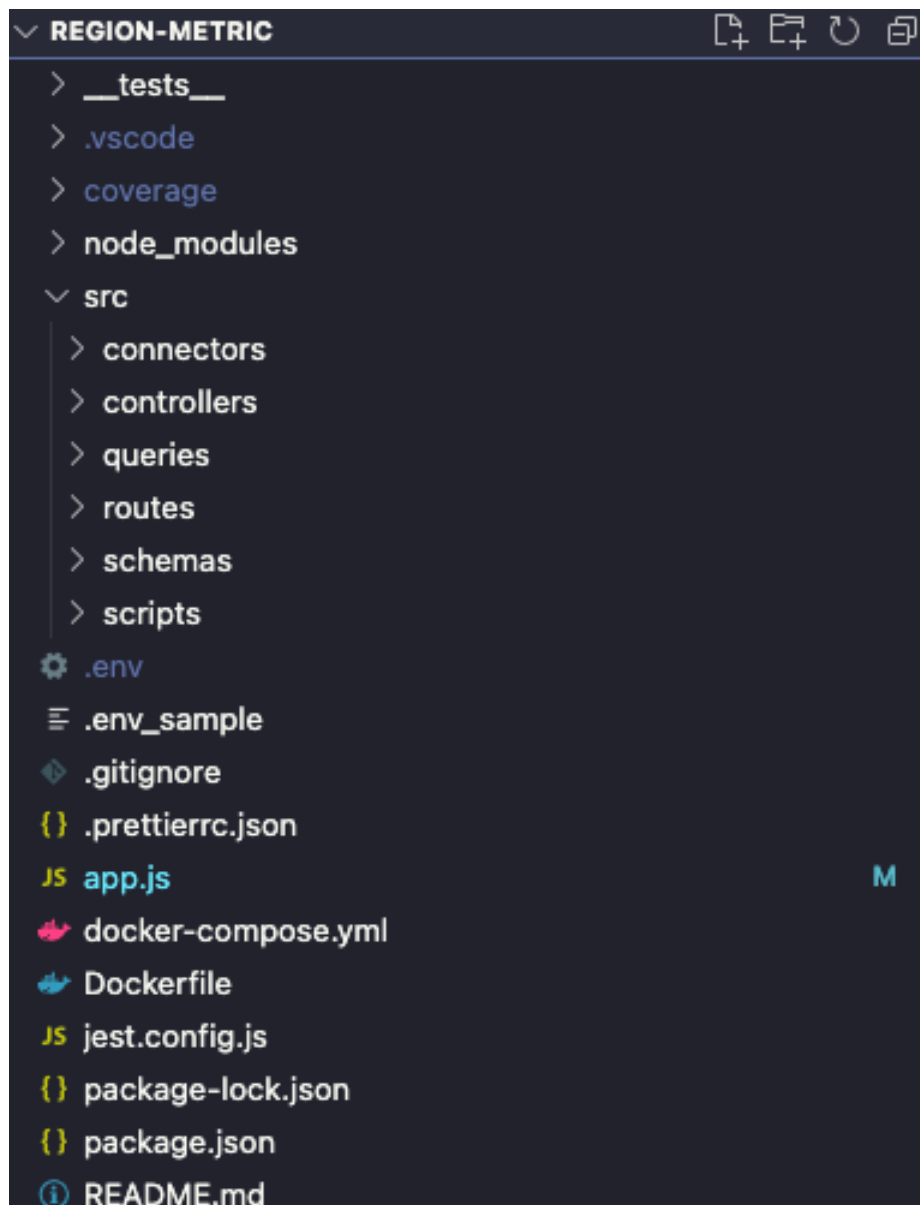 REGION-METRIC
__tests__
.vscode
coverage
node_modules
src
connectors
controllers
queries
routes
schemas
scripts
.env
.env_sample
.gitignore
{} .prettierrc.json
JS app.js M
docker-compose.yml
Dockerfile
JS jest.config.js
{} package-lock.json
{} package.json
README.md